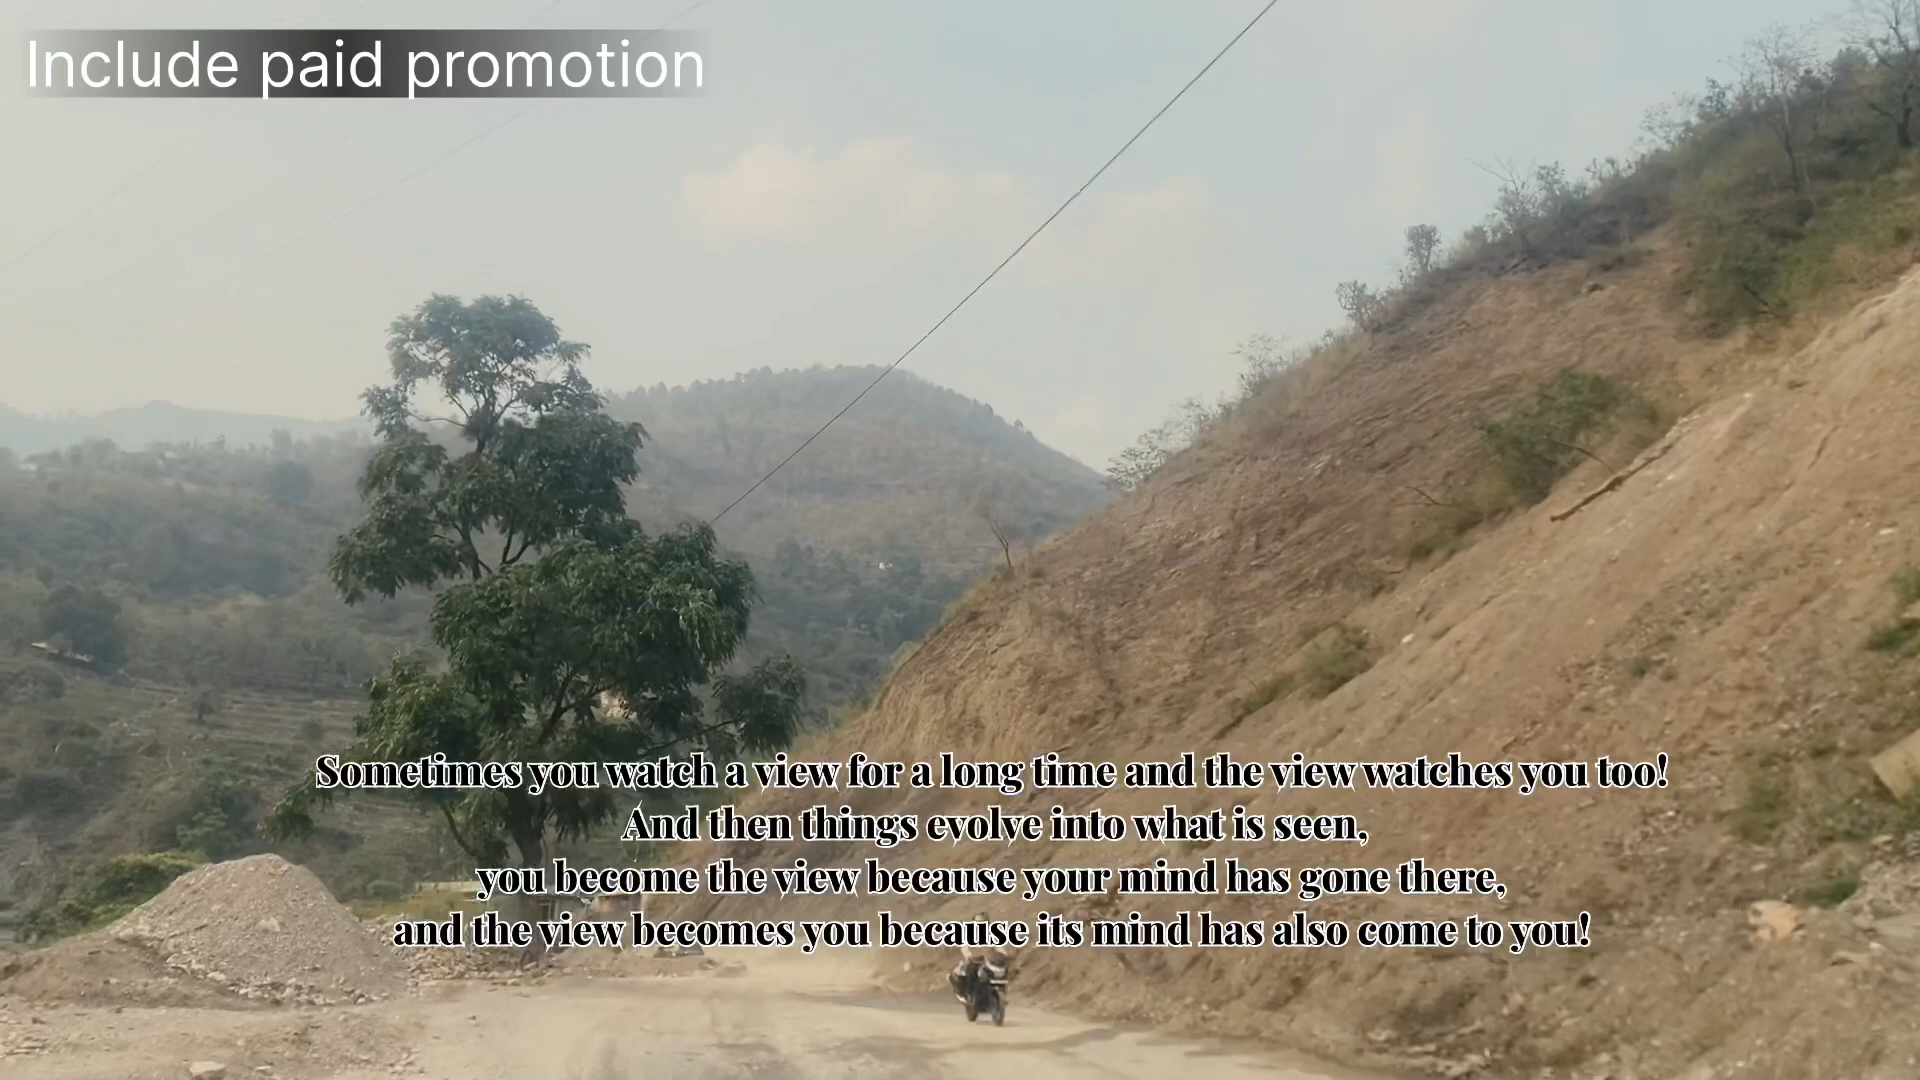 Include paid promotion
Sometimes you watch a view for a long time and the view watches you too!
And then things evolve into what is seen,
you become the view because your mind has gone there,
and the view becomes you because its mind has also come to you!